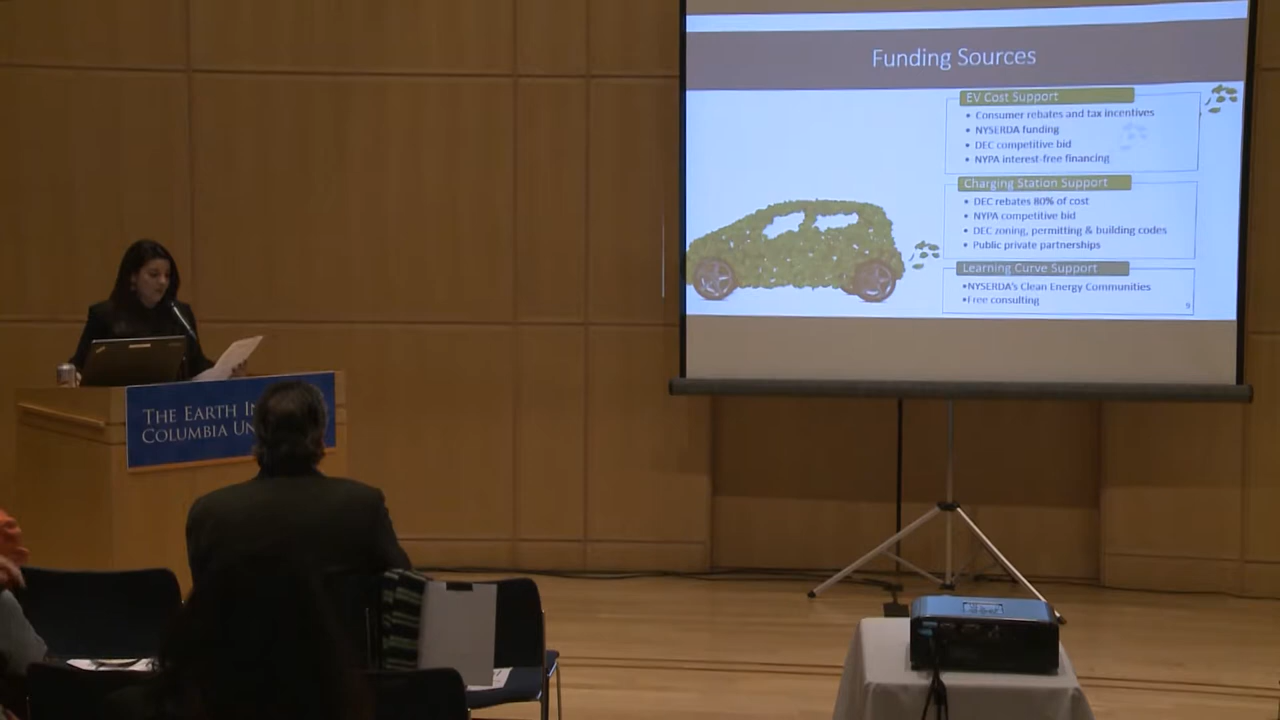 Funding Sources
EV Cost Support
• Consumer rebates and tax incentives
• NYSERDA funding
• DEC competitive bid
• NYPA interest-free financing
Charging Station Support
• DEC rebates 80% of cost
• NYPA competitive bid
• DEC zoning, permitting & building codes
• Public private partnerships
Learning Curve Support
•NYSERDA's Clean Energy Communities
•Free consulting
9
THE EARTH
COLUMBIA